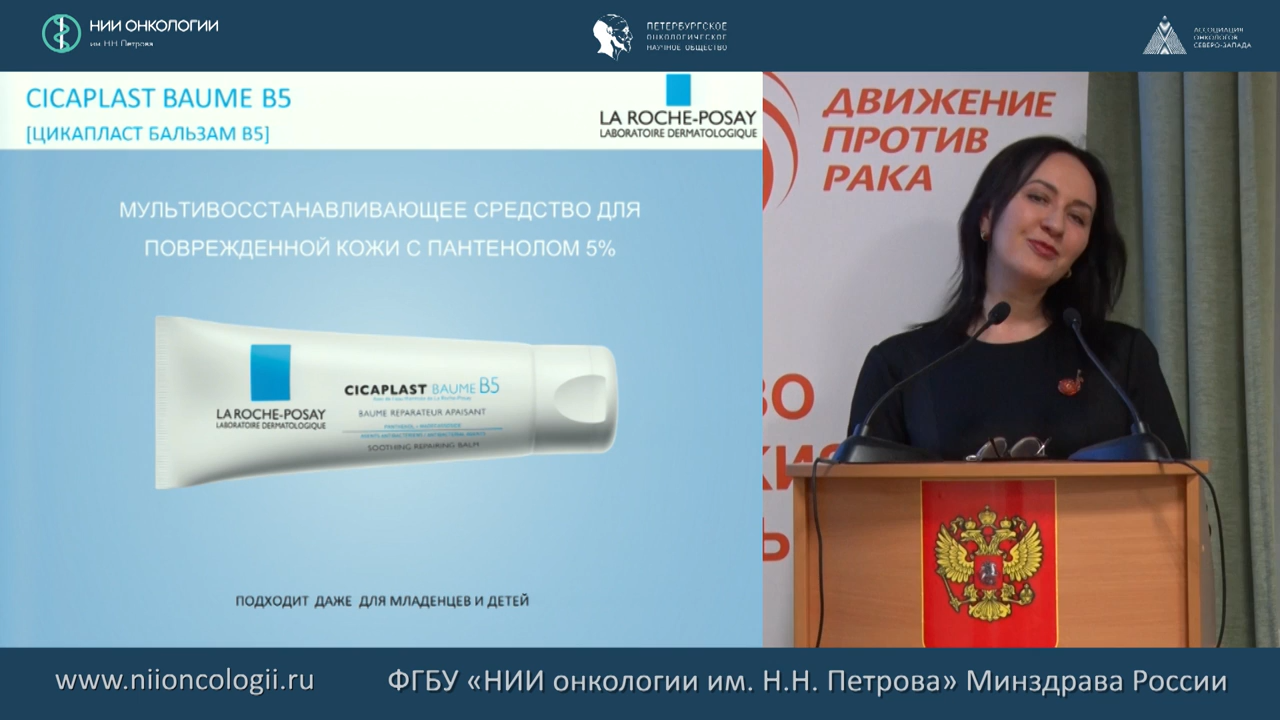 НИИ ОНКОЛОГИИ
им. Н.Н. Петрова
ПЕТЕРБУРГСКОЕ
ОНКОЛОГИЧЕСКОЕ
НАУЧНОЕ ОБЩЕСТВО
АССОЦИАЦИЯ
ОНКОЛОГОВ
СЕВЕРО-ЗАПАДА
CICAPLAST BAUME B5
[ЦИКАПЛАСТ БАЛЬЗАМ B5]
LA ROCHE-POSAY
LABORATOIRE DERMATOLOGIQUE
МУЛЬТИВОССТАНАВЛИВАЮЩЕЕ СРЕДСТВО ДЛЯ
ПОВРЕЖДЕННОЙ КОЖИ С ПАНТЕНОЛОМ 5%
LA ROCHE-POSAY
LABORATOIRE DERMATOLOGIQUE
CICAPLAST BAUME B5
BAUME REPARATEUR APAISANT
SOOTHING REPAIRING BALM
ПОДХОДИТ ДАЖЕ ДЛЯ МЛАДЕНЦЕВ И ДЕТЕЙ
ДВИЖЕНИЕ
ПРОТИВ
РАКА
www.niioncologii.ru
ФГБУ «НИИ онкологии им. Н.Н. Петрова» Минздрава России